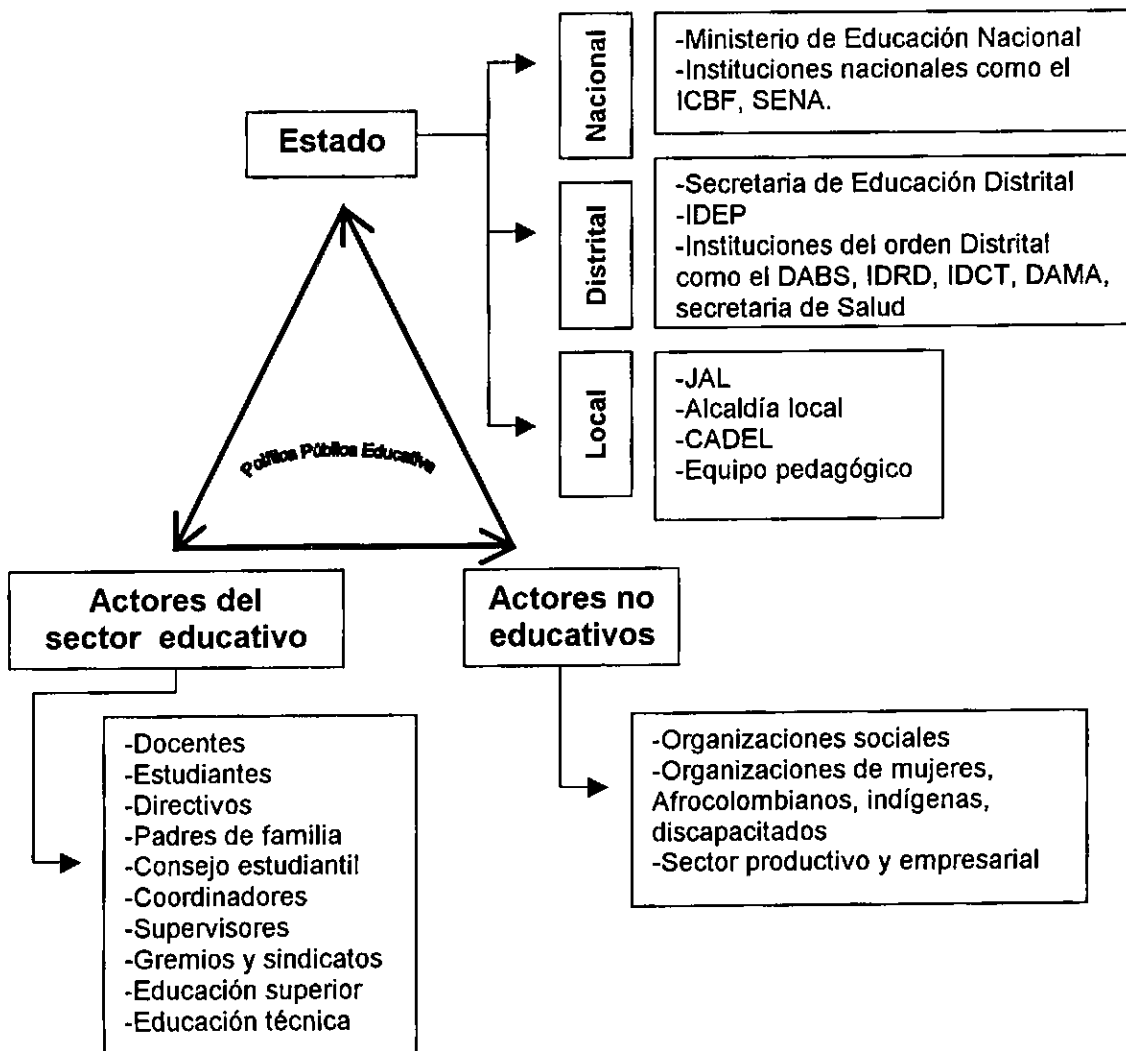 Estado
Nacional
-Ministerio de Educación Nacional
-Instituciones nacionales como el
ICBF, SENA.
Distrital
-Secretaria de Educación Distrital
-IDEP
-Instituciones del orden Distrital
como el DABS, IDRD, IDCT, DAMA,
secretaria de Salud
Local
-JAL
-Alcaldía local
-CADEL
-Equipo pedagógico
Política Pública Educativa
Actores del
sector educativo
Actores no
educativos
-Docentes
-Estudiantes
-Directivos
-Padres de familia
-Consejo estudiantil
-Coordinadores
-Supervisores
-Gremios y sindicatos
-Educación superior
-Educación técnica
-Organizaciones sociales
-Organizaciones de mujeres,
Afrocolombianos, indígenas,
discapacitados
-Sector productivo y empresarial